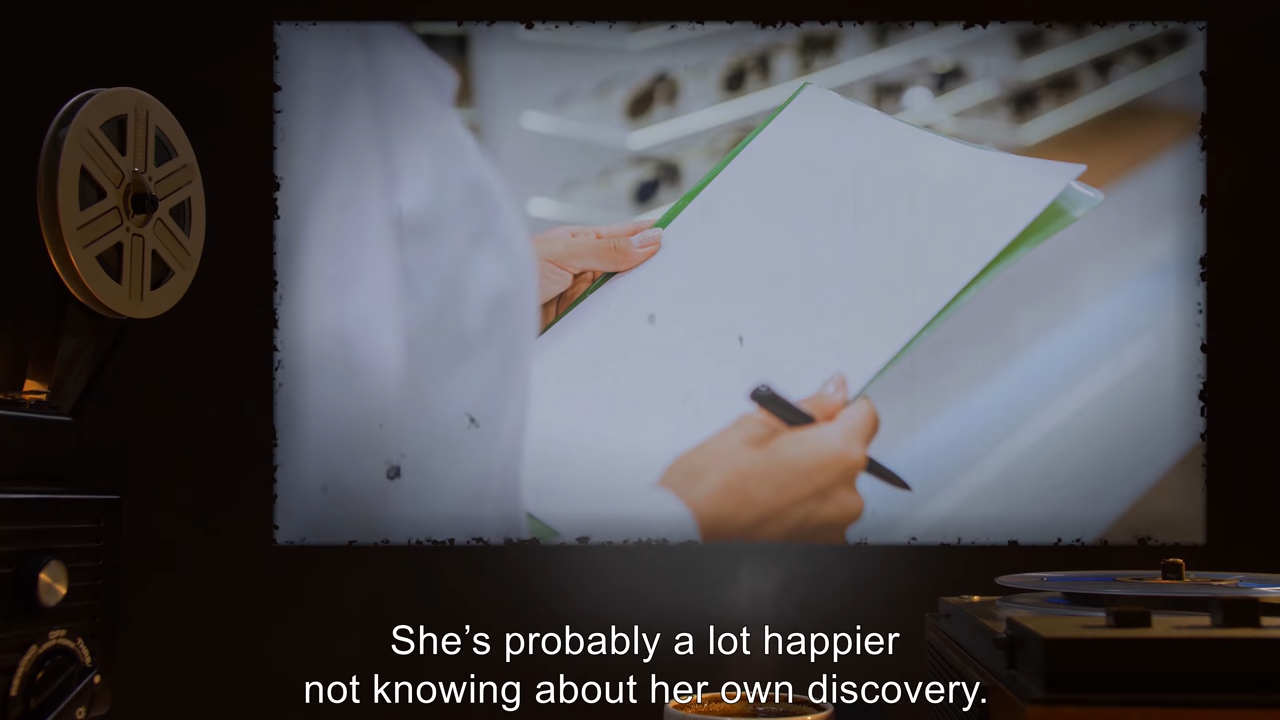 She’s probably a lot happier
not knowing about her own discovery.